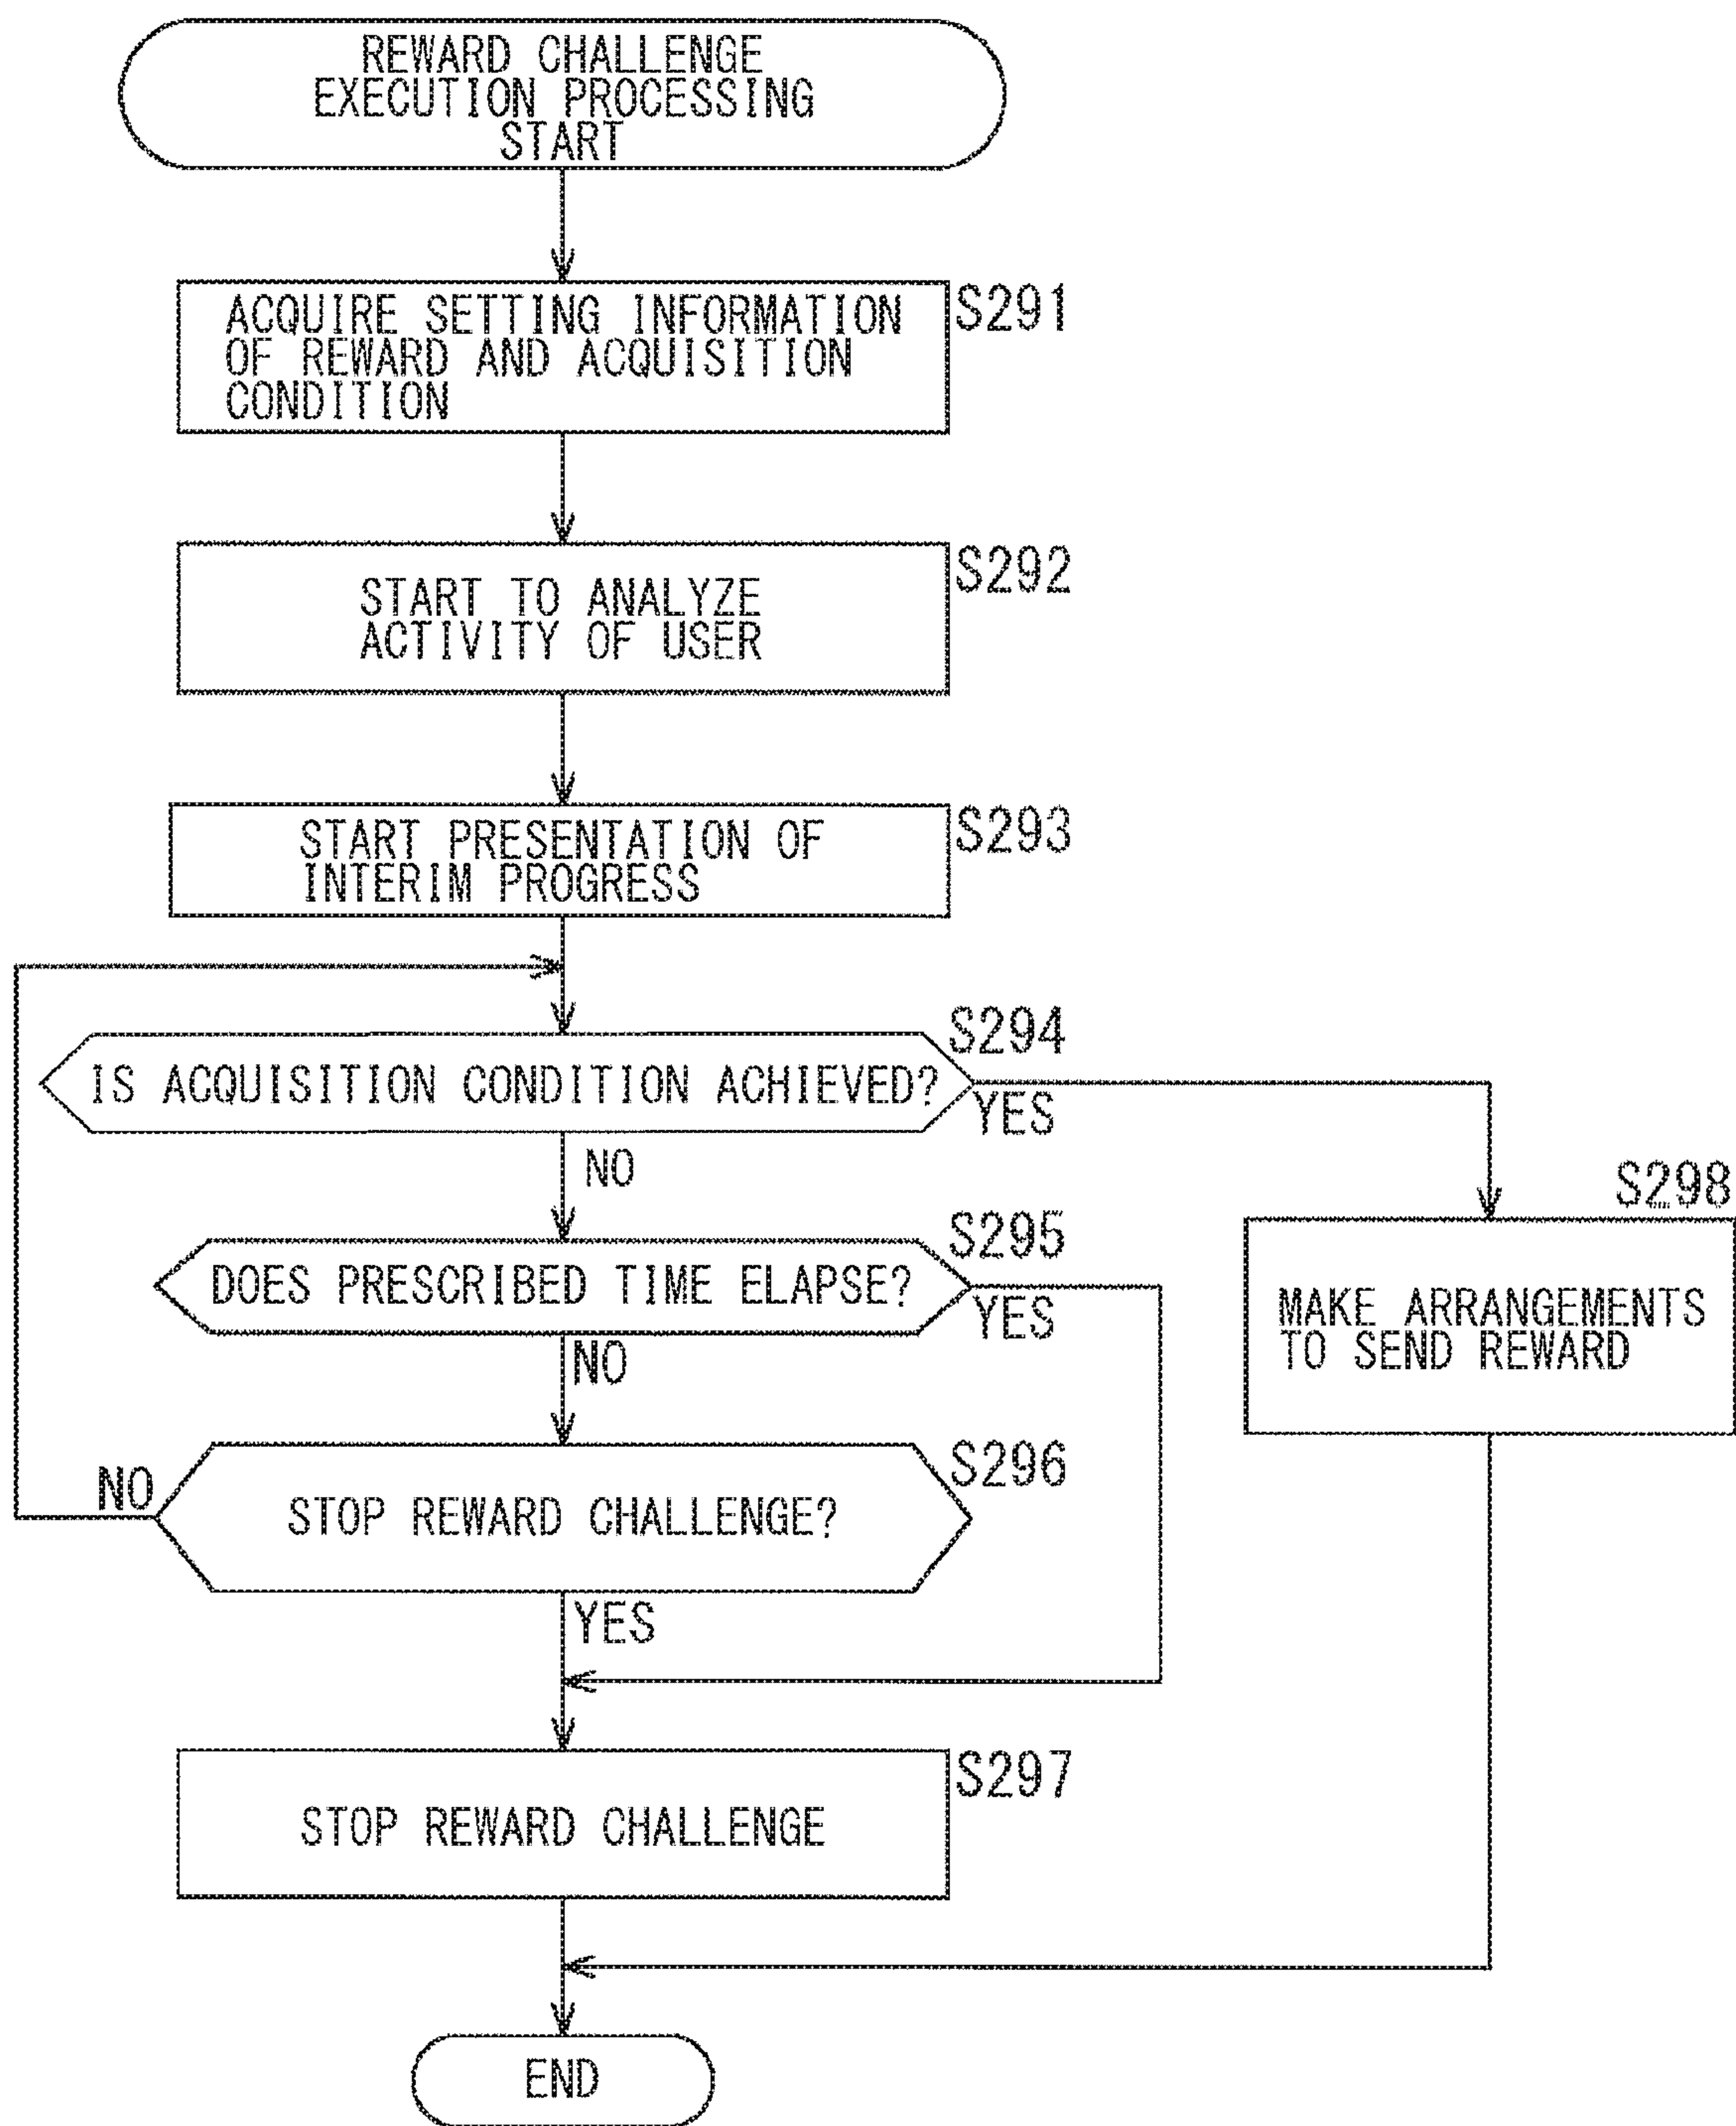 REWARD CHALLENGE
EXECUTION PROCESSING
START
ACQUIRE SETTING INFORMATION
OF REWARD AND ACQUISITION
CONDITION
S291
START TO ANALYZE
ACTIVITY OF USER
S292
START PRESENTATION OF
INTERIM PROGRESS
S293
IS ACQUISITION CONDITION ACHIEVED?
S294
YES
NO
DOES PRESCRIBED TIME ELAPSE?
S295
YES
NO
S298
MAKE ARRANGEMENTS
TO SEND REWARD
STOP REWARD CHALLENGE?
S296
NO
YES
STOP REWARD CHALLENGE
S297
END